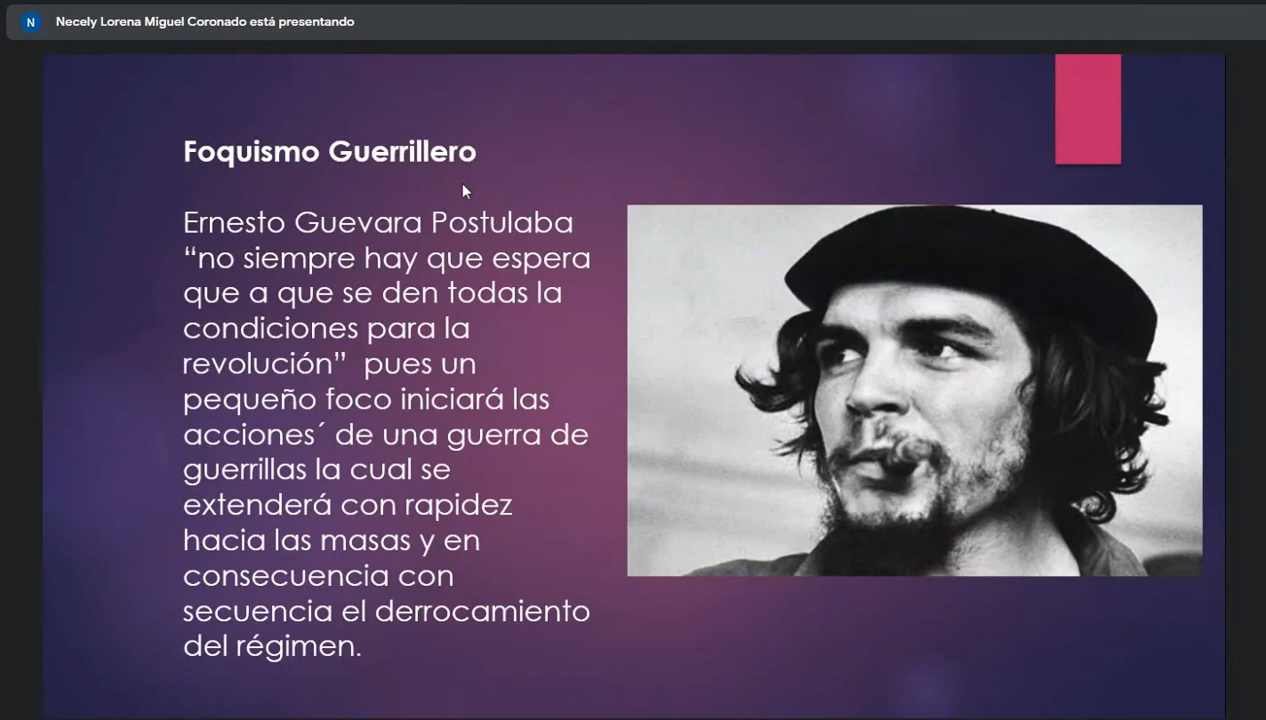 N
Necely Lorena Miguel Coronado está presentando
Foquismo Guerrillero
Ernesto Guevara Postulaba
“no siempre hay que espera
que a que se den todas la
condiciones para la
revolución”  pues un
pequeño foco iniciará las
acciones´ de una guerra de
guerrillas la cual se
extenderá con rapidez
hacia las masas y en
consecuencia con
secuencia el derrocamiento
del régimen.